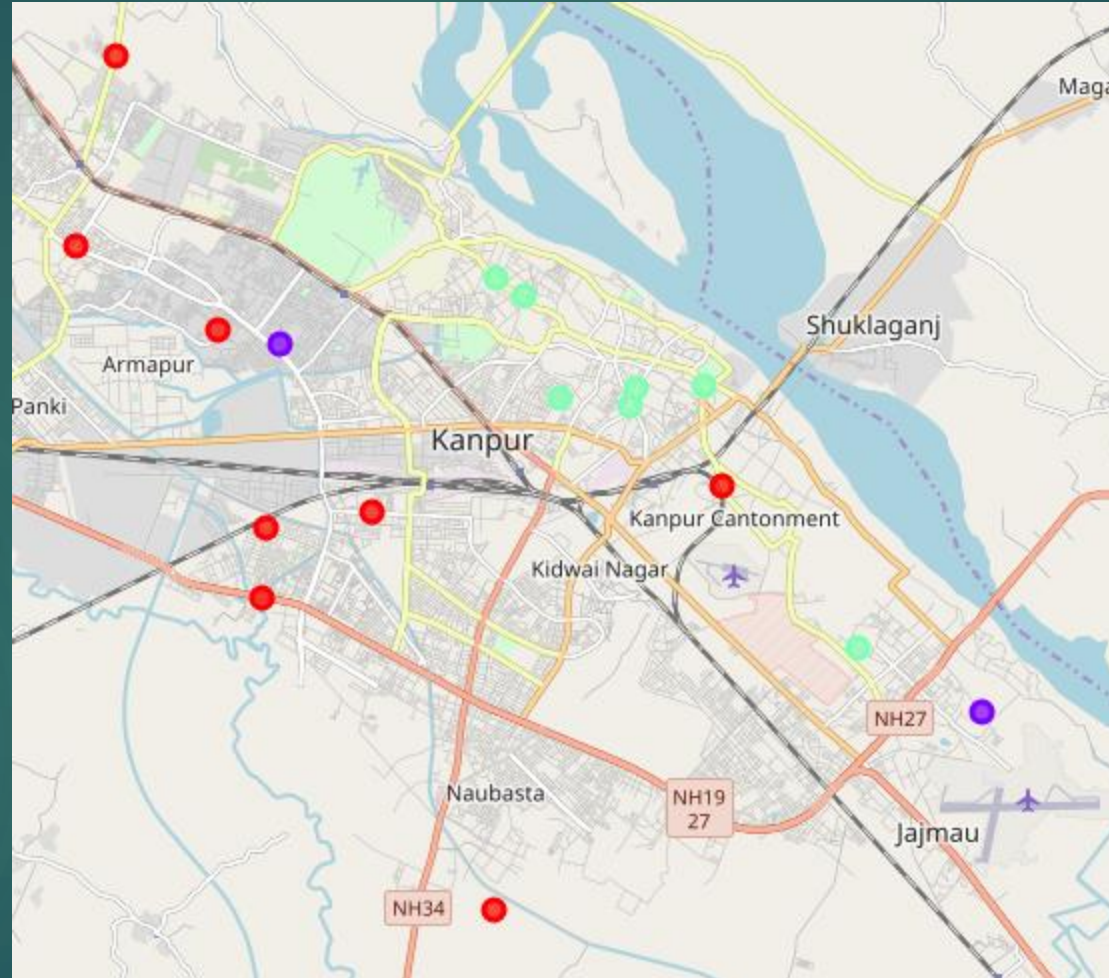 Maga
Shuklaganj
Armapur
Panki
Kanpur
Kanpur Cantonment
Kidwai Nagar
NH27
Naubasta
NH19
27
Jajmau
NH34